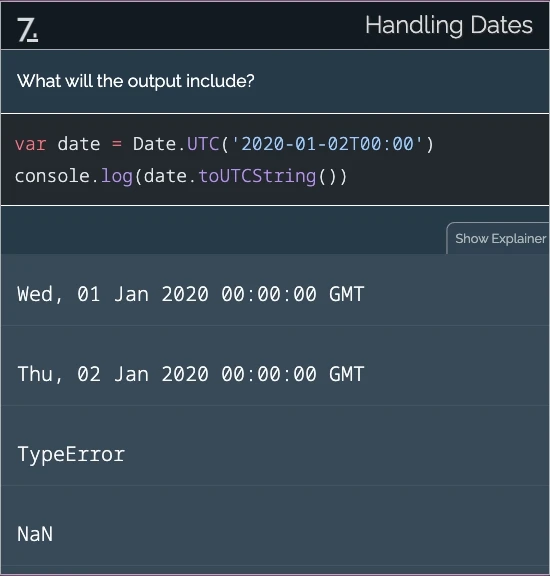 7.
Handling Dates
What will the output include?
var date = Date.UTC('2020-01-02T00:00')
console.log(date.toUTCString())
Show Explainer
Wed, 01 Jan 2020 00:00:00 GMT
Thu, 02 Jan 2020 00:00:00 GMT
TypeError
NaN